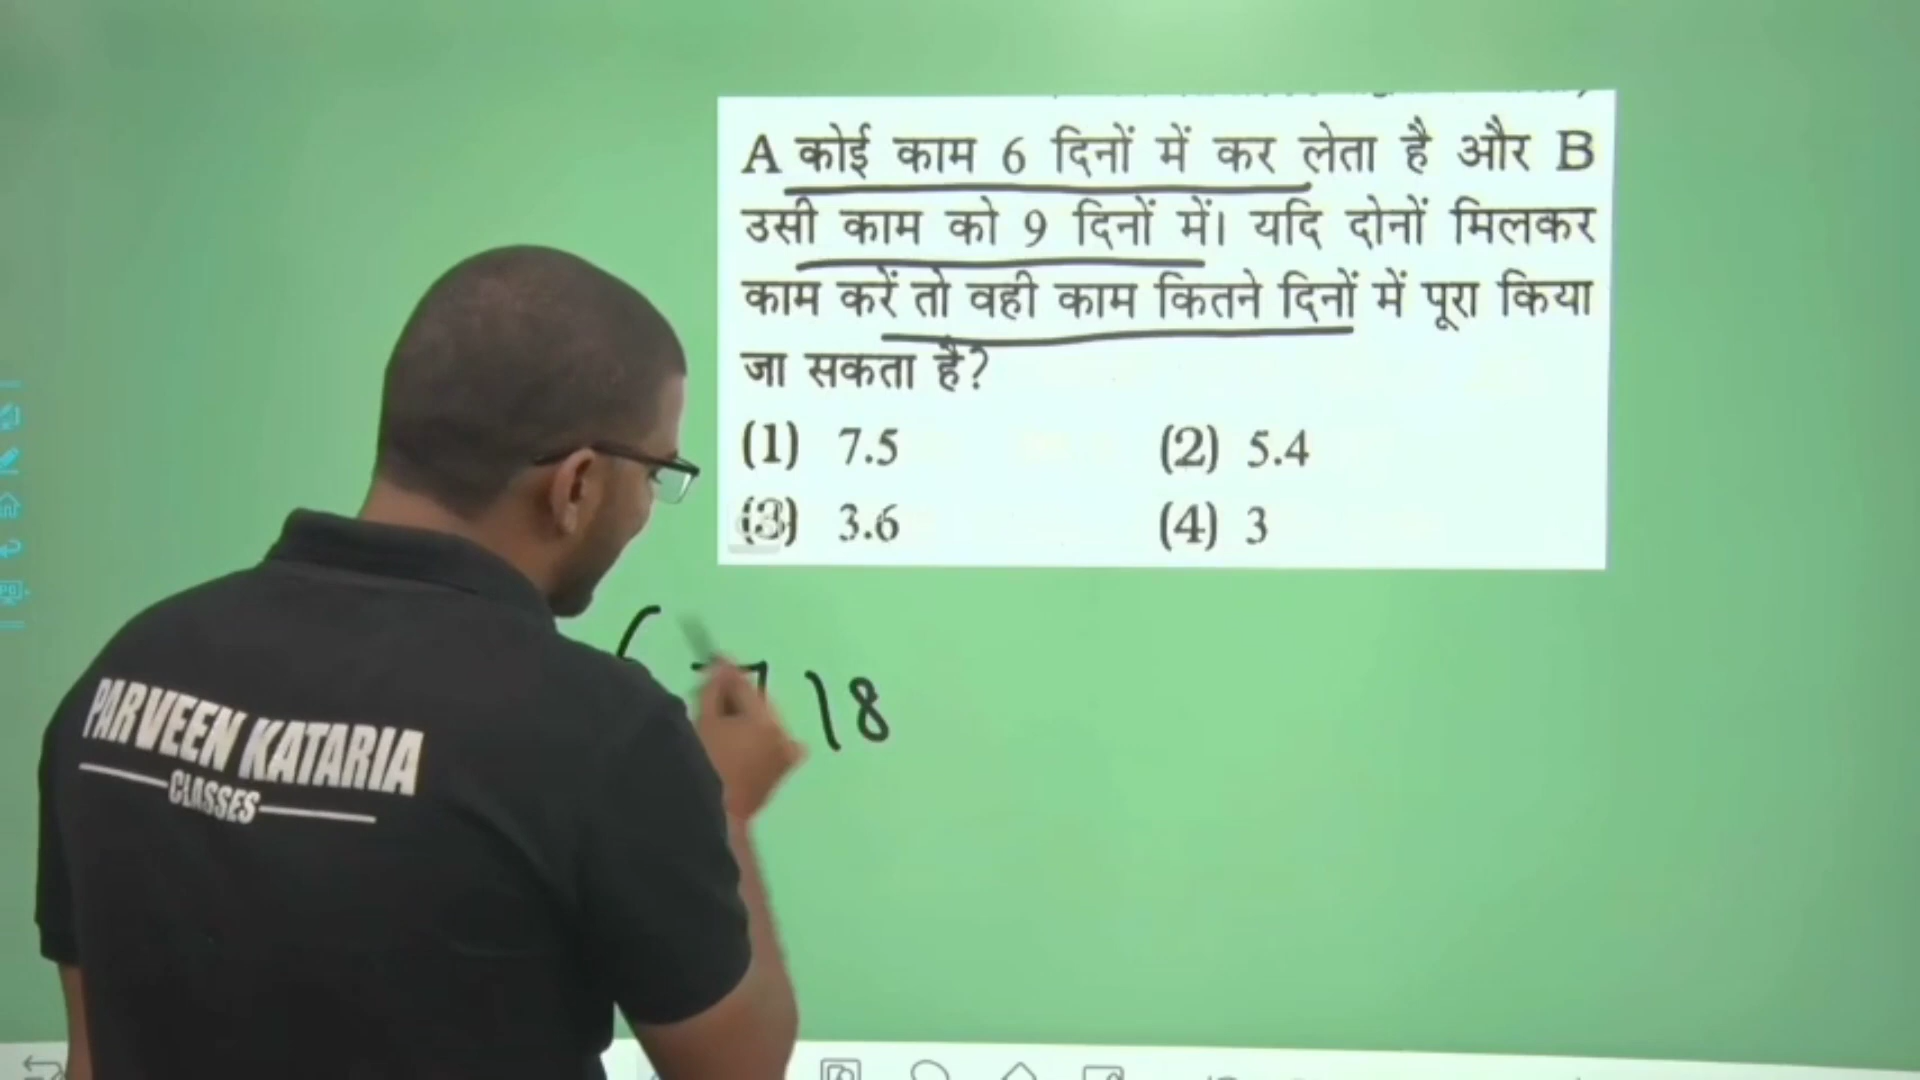 A कोई काम 6 दिनों में कर लेता है और B
उसी काम को 9 दिनों में। यदि दोनों मिलकर
काम करें तो वही काम कितने दिनों में पूरा किया
जा सकता है?
(1) 7.5 (2) 5.4
(3) 3.6 (4) 3
18
PARVEEN KATARIA
CLASSES